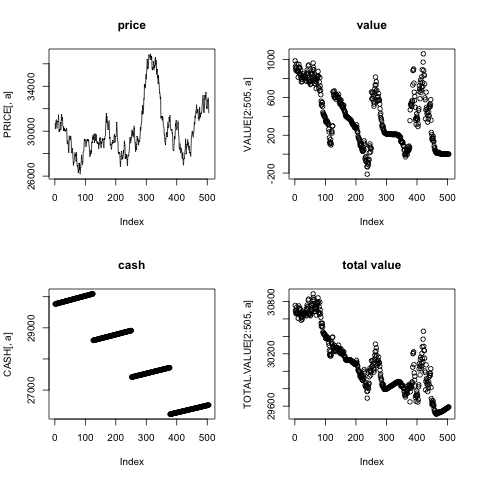 price
PRICE[, a]
26000 30000 34000
0 100 200 300 400 500
Index
value
VALUE[2:505, a]
-200 200 600 1000
0 100 200 300 400 500
Index
cash
CASH[, a]
27000 29000
0 100 200 300 400 500
Index
total value
TOTAL.VALUE[2:505, a]
29600 30200 30800
0 100 200 300 400 500
Index